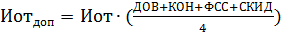 Иот_доп = Иот · (ДОВ+КОН+ФСС+СКИД / 4)